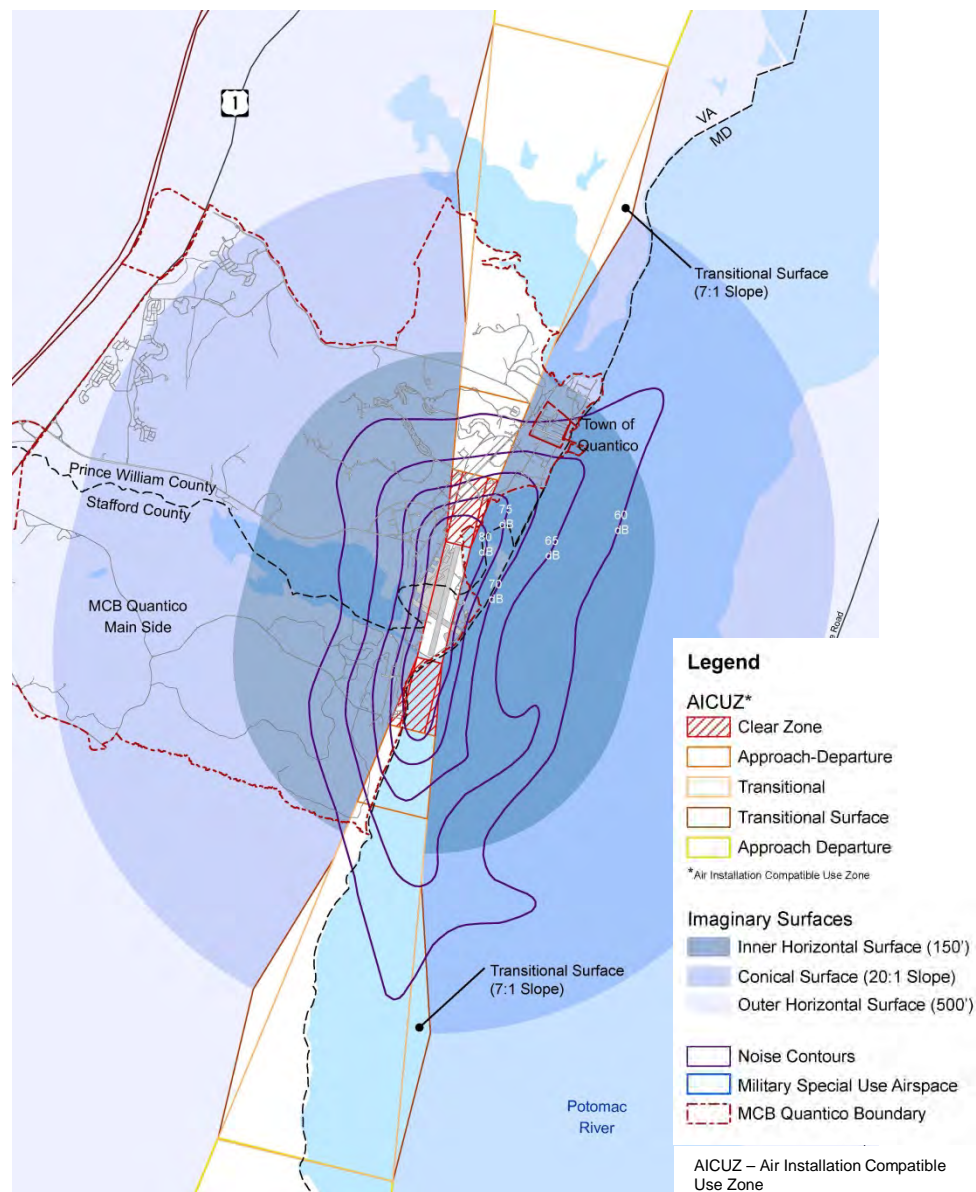 1
VA
MD
Transitional Surface
(7:1 Slope)
Town of
Quantico
Prince William County
Stafford County
75
dB
80
dB
60
dB
65
dB
70
dB
MCB Quantico
Main Side
Road
Transitional Surface
(7:1 Slope)
Potomac
River
Legend
AICUZ*
Clear Zone
Approach-Departure
Transitional
Transitional Surface
Approach Departure
*Air Installation Compatible Use Zone
Imaginary Surfaces
Inner Horizontal Surface (150')
Conical Surface (20:1 Slope)
Outer Horizontal Surface (500')
Noise Contours
Military Special Use Airspace
MCB Quantico Boundary
AICUZ – Air Installation Compatible
Use Zone